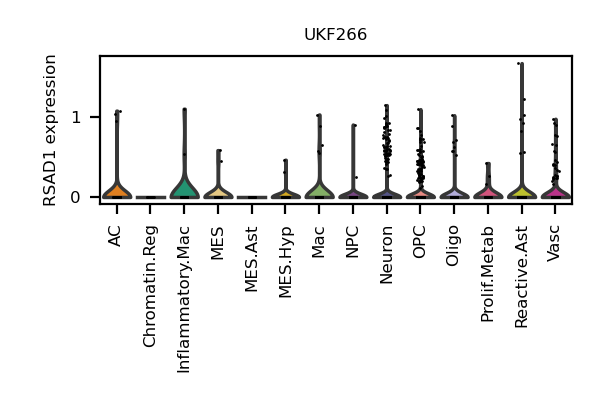 UKF266
RSAD1 expression
1
0
AC
Chromatin.Reg
Inflammatory.Mac
MES
MES.Ast
MES.Hyp
Mac
NPC
Neuron
OPC
Oligo
Prolif.Metab
Reactive.Ast
Vasc